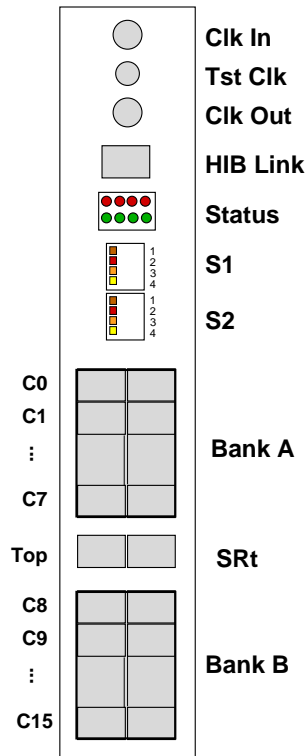 Clk In
Tst Clk
Clk Out
HIB Link
Status
S1
1
2
3
4
S2
1
2
3
4
C0
C1
...
C7
Bank A
Top
SRt
C8
C9
...
C15
Bank B